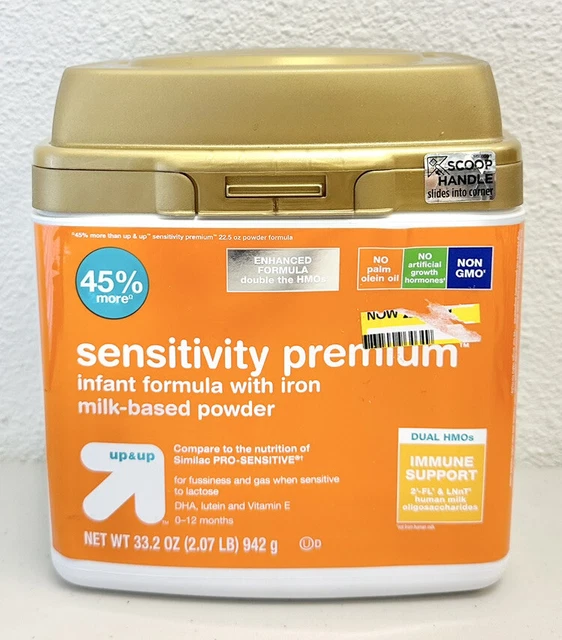 SCOOP
HANDLE
slides into corner
*45% more than up & up™ sensitivity premium™ 22.5 oz powder formula
45%
more
ENHANCED
FORMULA
double the HMOs
NO
palm
olein oil
NO
artificial
growth
hormones
NON
GMO
NOW
sensitivity premium™
infant formula with iron
milk-based powder
up&up
Compare to the nutrition of
Similac PRO-SENSITIVE®
for fussiness and gas when sensitive
to lactose
DHA, lutein and Vitamin E
0–12 months
NET WT 33.2 OZ (2.07 LB) 942 g
U D
DUAL HMOs
IMMUNE
SUPPORT
2'-FL & LNnT
human milk
oligosaccharides